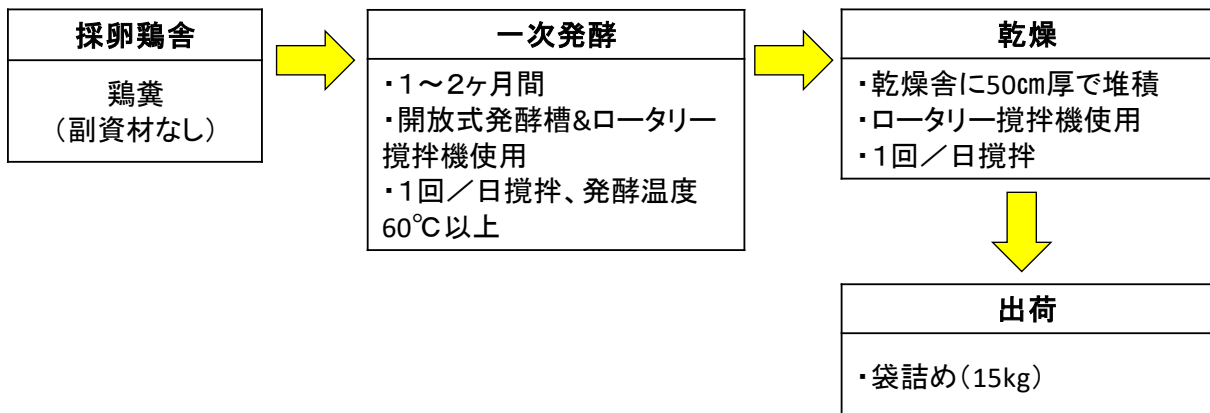 採卵鶏舎
鶏糞
（副資材なし）
一次発酵
・１～２ヶ月間
・開放式発酵槽&ロータリー
撹拌機使用
・１回／日撹拌、発酵温度
60℃以上
乾燥
・乾燥舎に50㎝厚で堆積
・ロータリー撹拌機使用
・１回／日撹拌
出荷
・袋詰め（15kg）